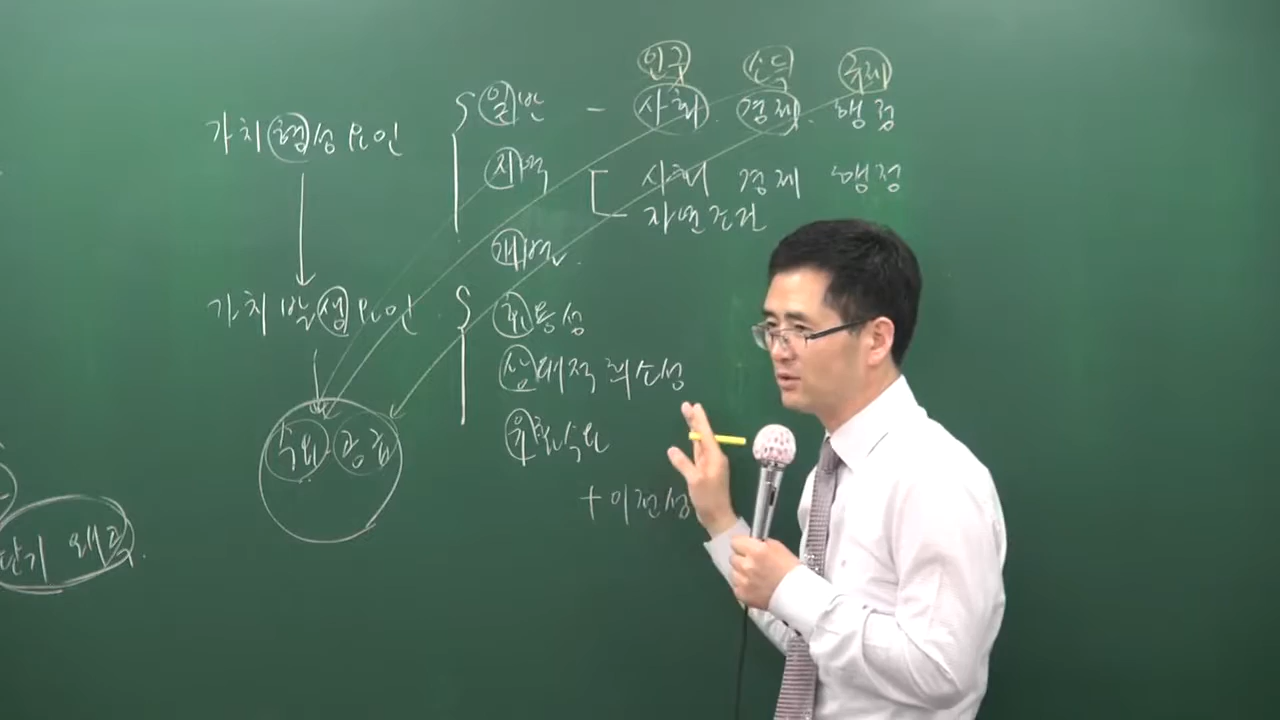 인구 소득 규제
가치형성요인 일반 - 사회. 경제. 행정
지역 사회 경제 행정
자연조건
개별.
가치발생요인 효용성
상대적 희소성
유효수요
+ 이전성
수요 공급
단기 왜곡.